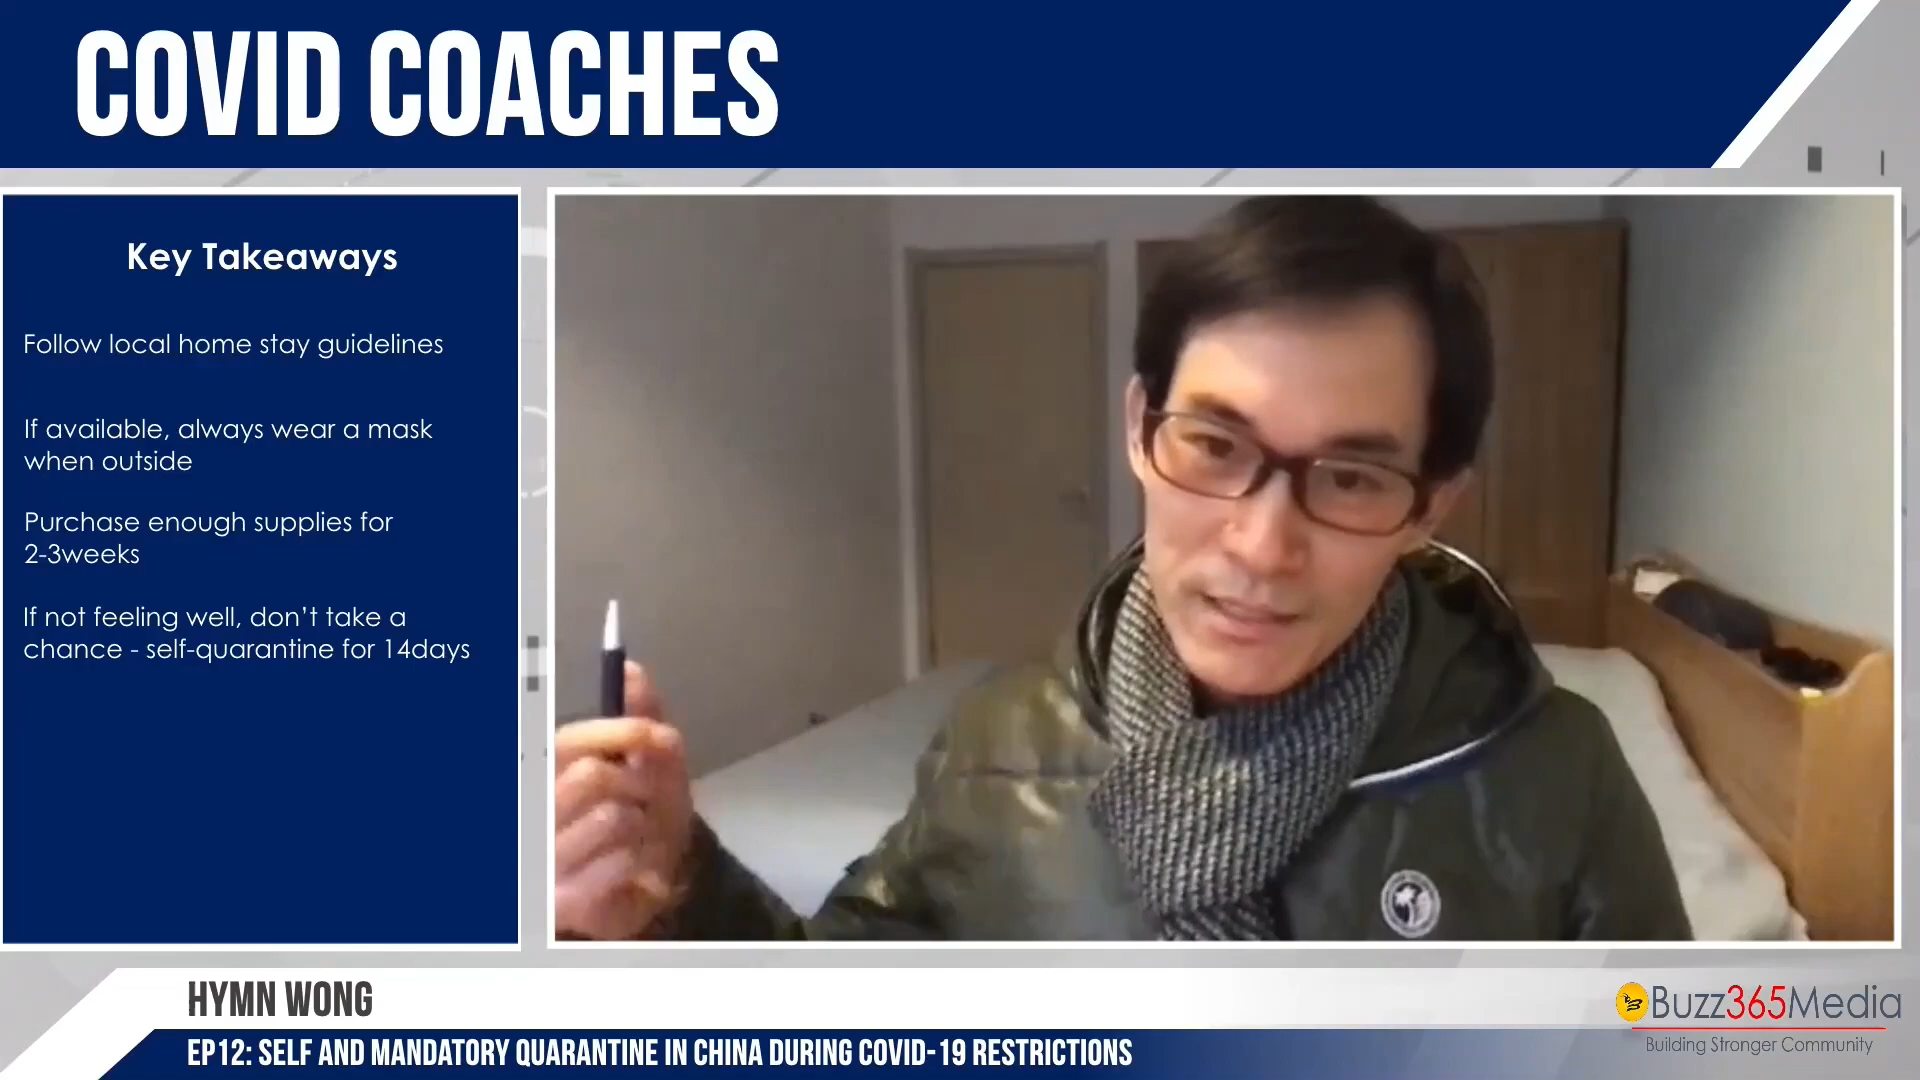 COVID COACHES
Key Takeaways
Follow local home stay guidelines
If available, always wear a mask
when outside
Purchase enough supplies for
2-3weeks
If not feeling well, don't take a
chance - self-quarantine for 14days
HYMN WONG
EP12: SELF AND MANDATORY QUARANTINE IN CHINA DURING COVID-19 RESTRICTIONS
Buzz365Media
Building Stronger Community